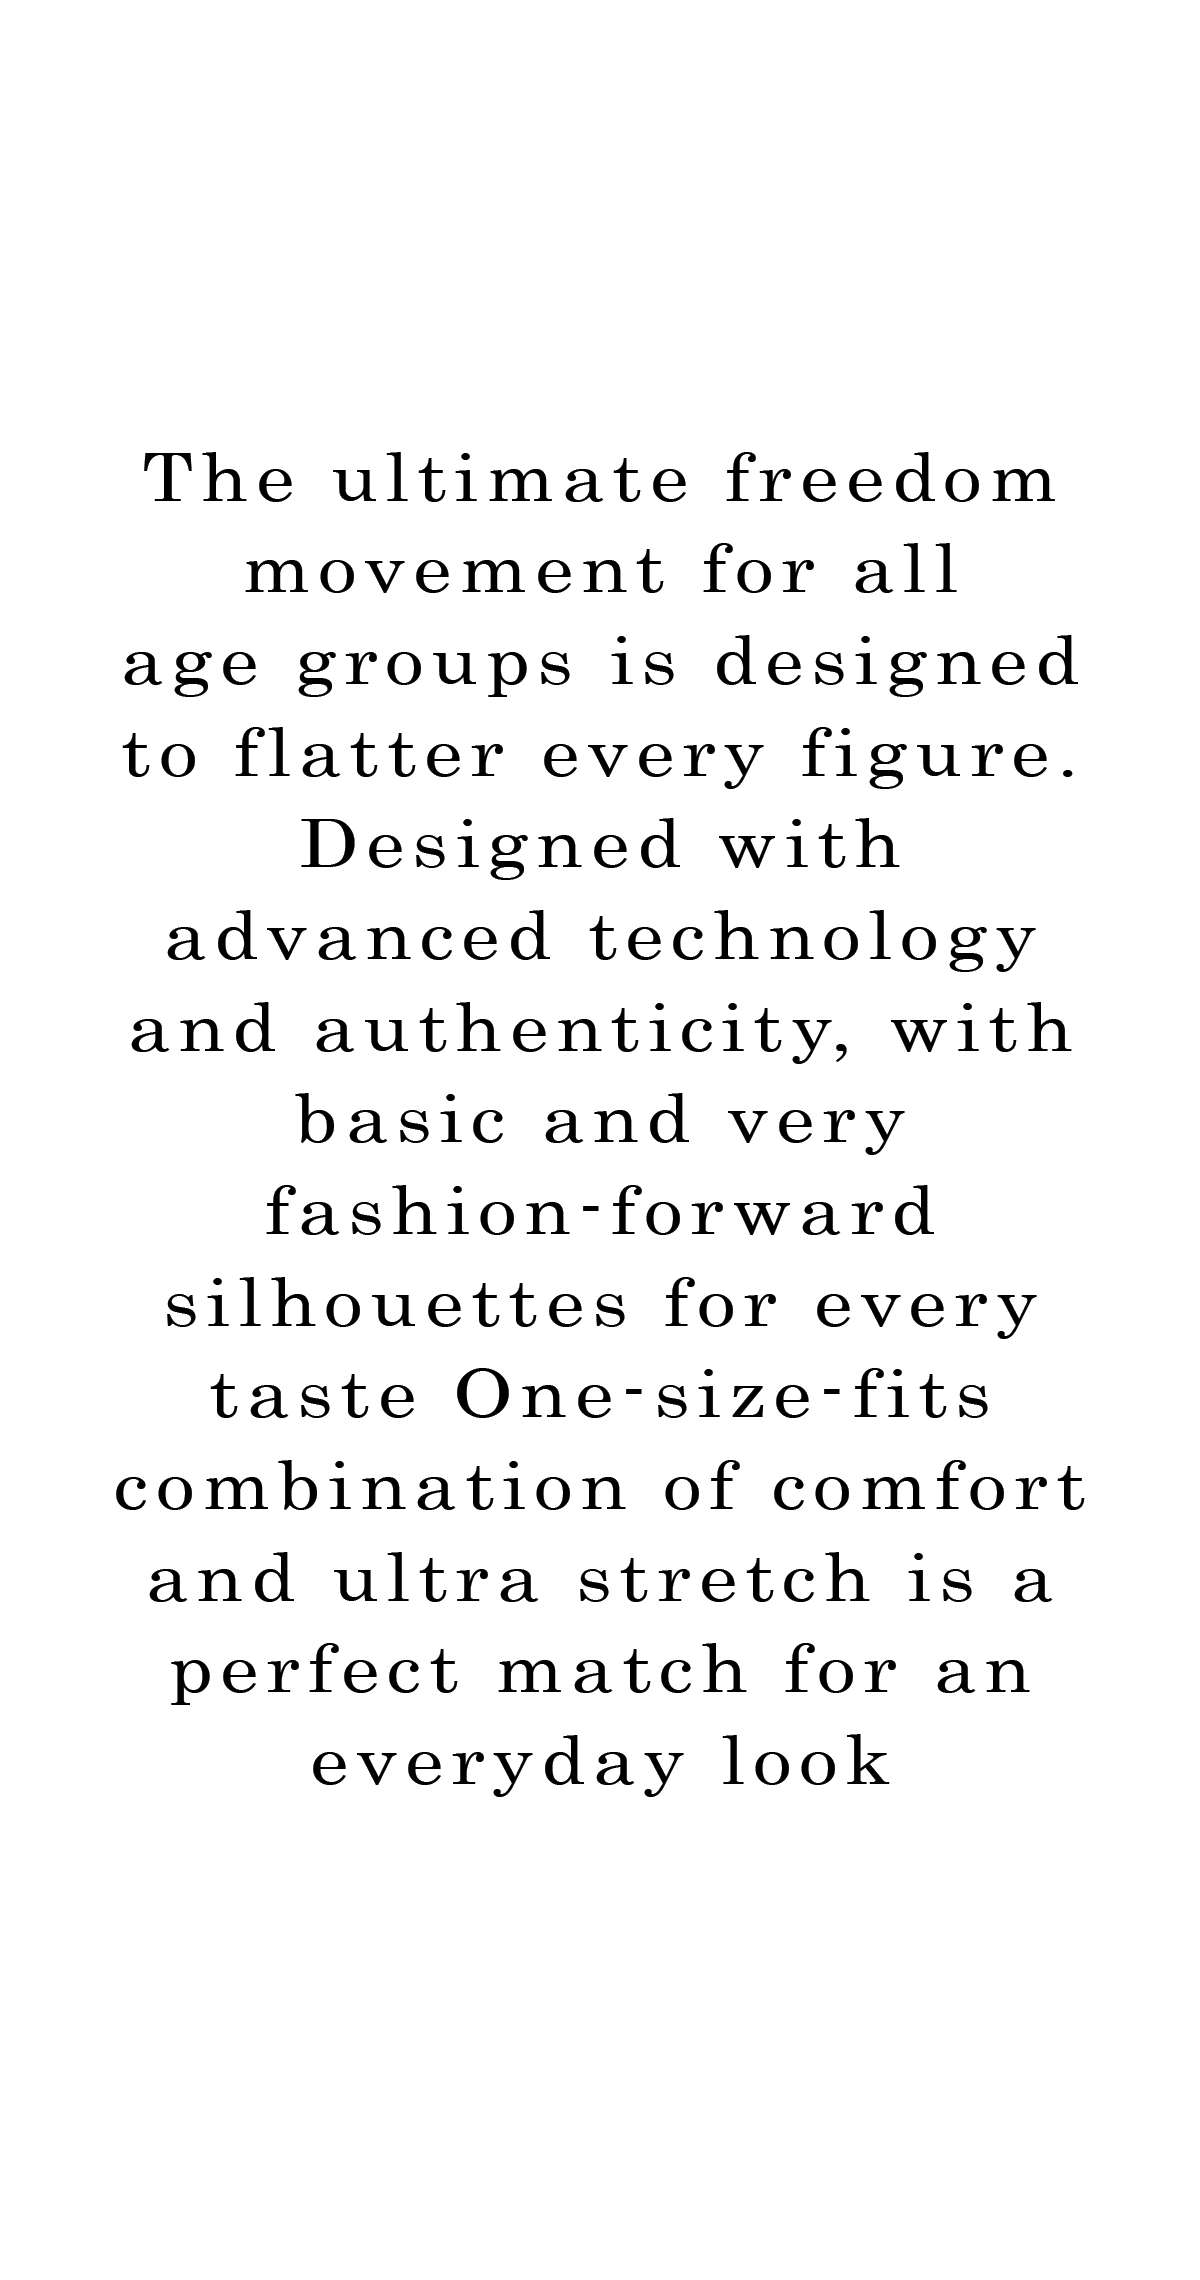 The ultimate freedom
movement for all
age groups is designed
to flatter every figure.
Designed with
advanced technology
and authenticity, with
basic and very
fashion-forward
silhouettes for every
taste One-size-fits
combination of comfort
and ultra stretch is a
perfect match for an
everyday look